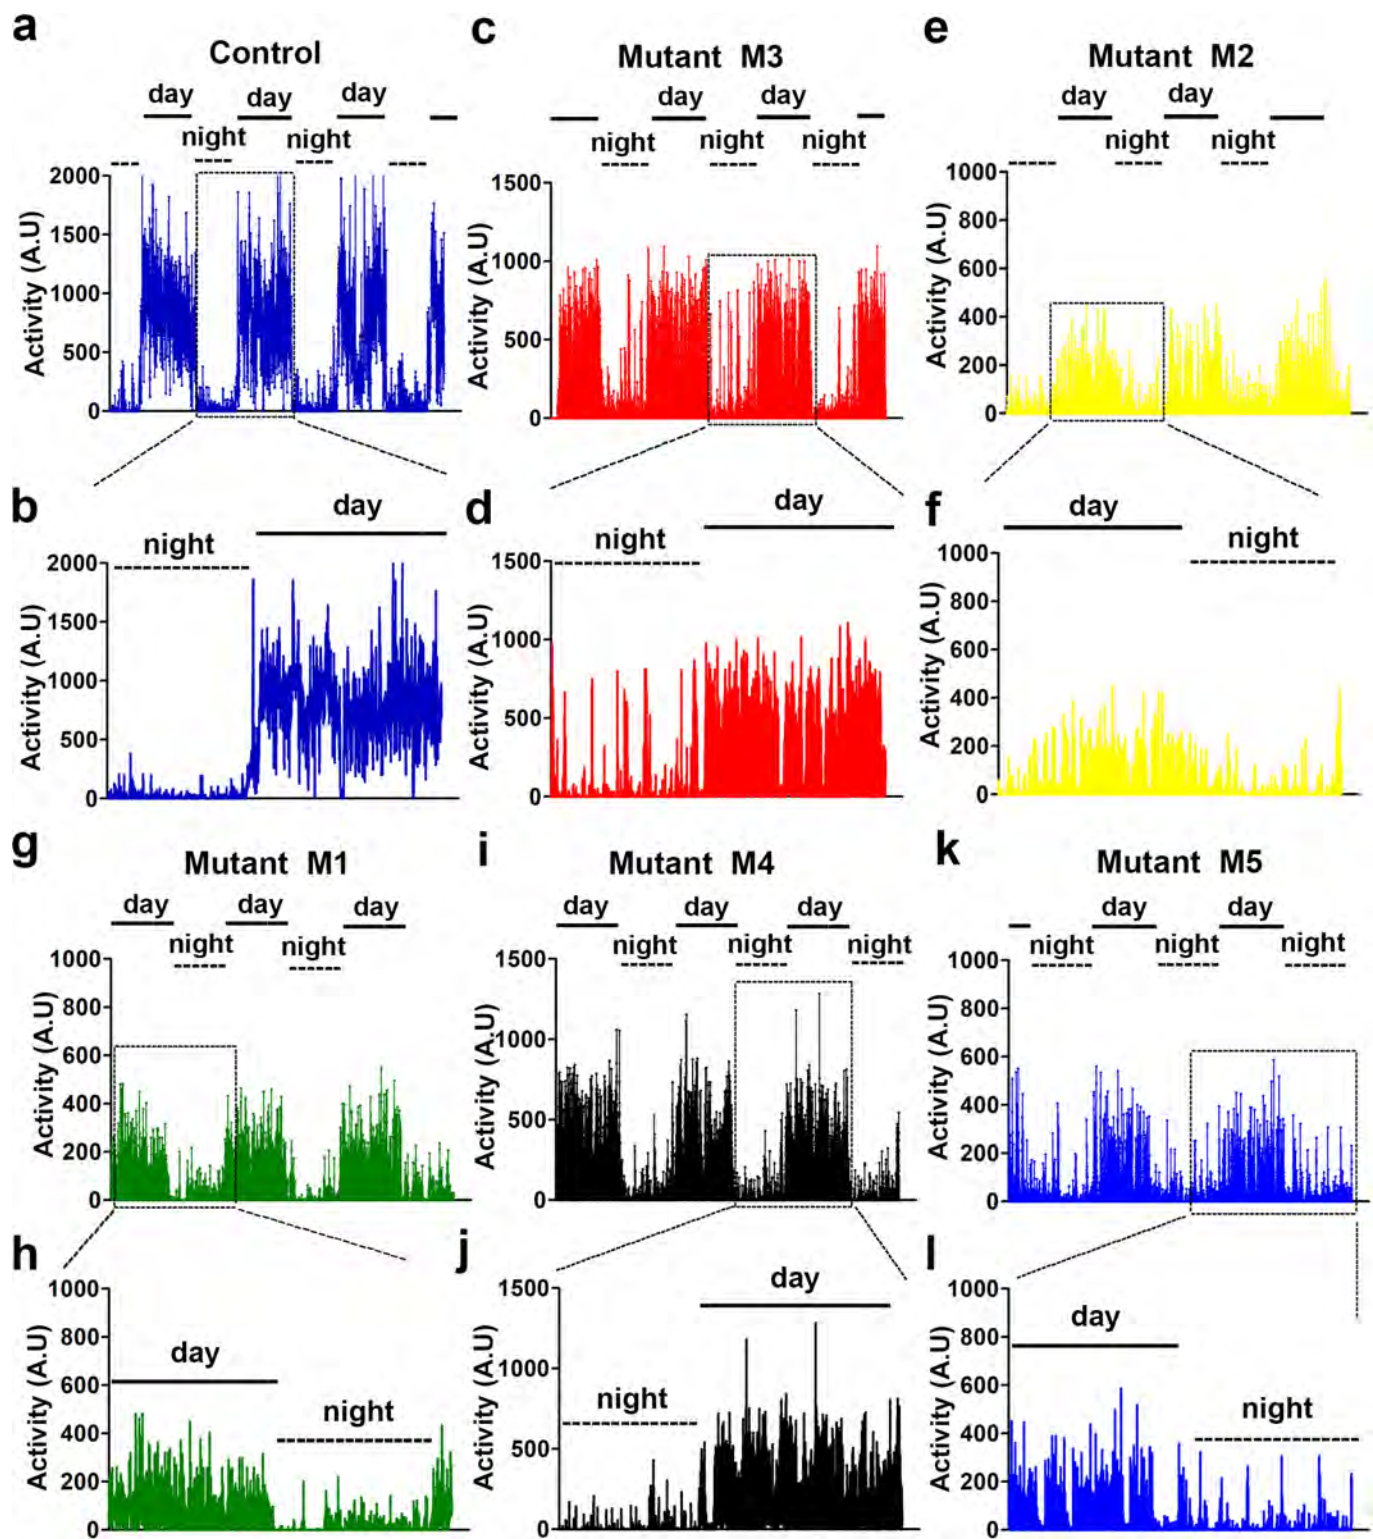 a
Control
day day day
night night
Activity (A.U)
2000
1500
1000
500
0
c
Mutant M3
day day
night night night
Activity (A.U)
1500
1000
500
0
e
Mutant M2
day day
night night
Activity (A.U)
1000
800
600
400
200
0
b
day
night
Activity (A.U)
2000
1500
1000
500
0
d
day
night
Activity (A.U)
1500
1000
500
0
f
day
night
Activity (A.U)
1000
800
600
400
200
0
g
Mutant M1
day day day
night night
Activity (A.U)
1000
800
600
400
200
0
i
Mutant M4
day day day
night night night
Activity (A.U)
1500
1000
500
0
k
Mutant M5
day day
night night night
Activity (A.U)
1000
800
600
400
200
0
h
day
night
Activity (A.U)
1000
800
600
400
200
0
j
day
night
Activity (A.U)
1500
1000
500
0
l
day
night
Activity (A.U)
1000
800
600
400
200
0